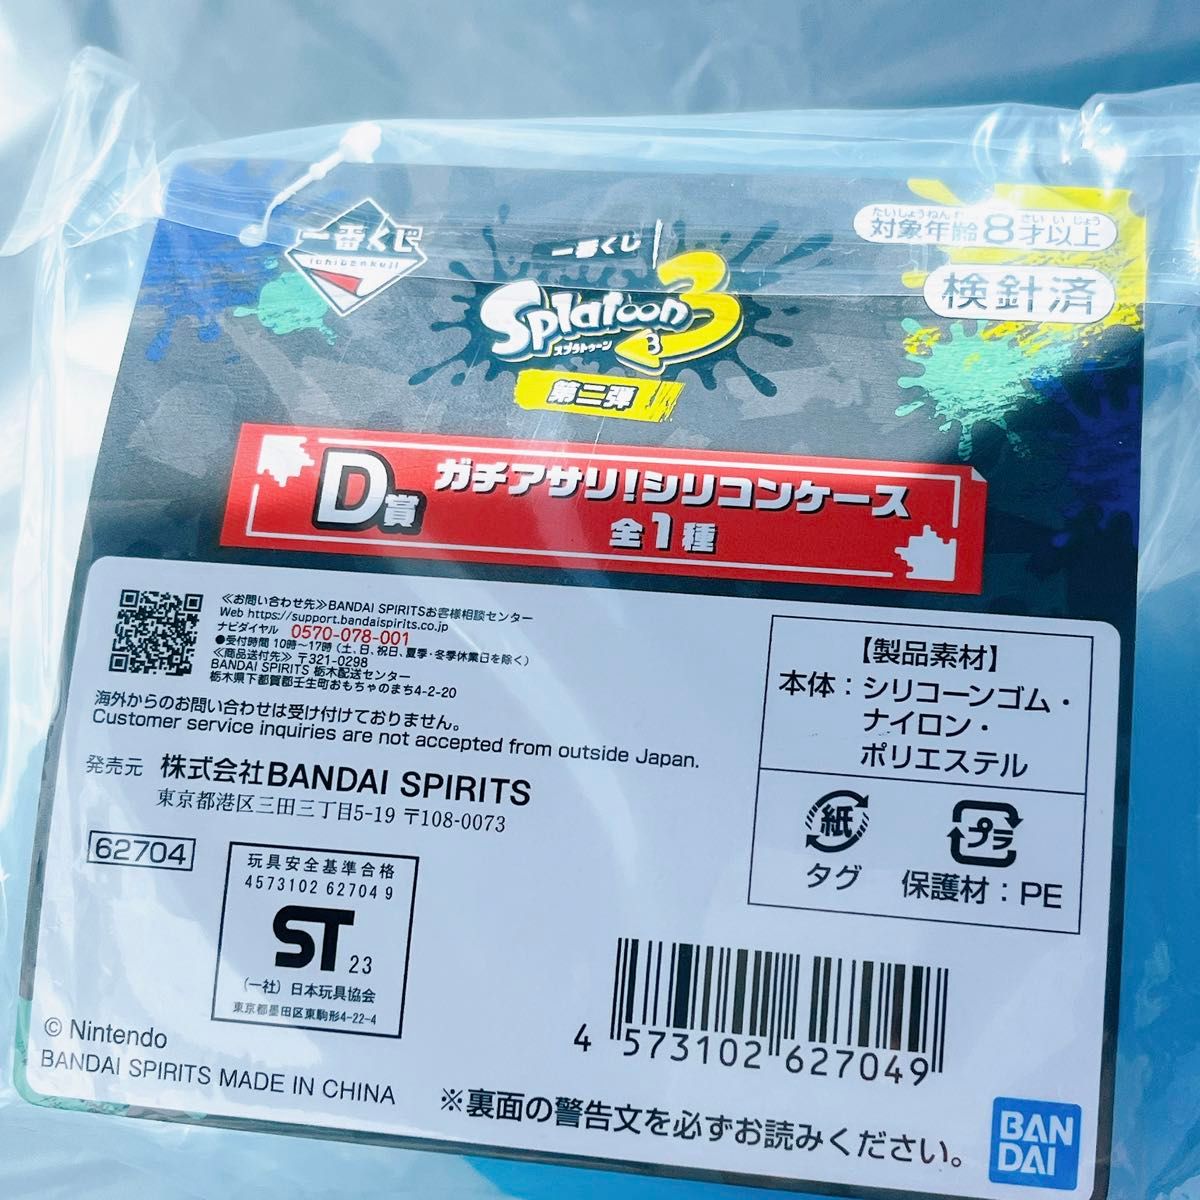 一番くじ
ichibankuji
一番くじ
Splatoon3
スプラトゥーン3
第二弾
たいしょうねんれい さいいじょう
対象年齢8才以上
検針済
D賞
ガチアサリ!シリコンケース
全1種
≪お問い合わせ先≫BANDAI SPIRITSお客様相談センター
Web https://support.bandaispirits.co.jp
ナビダイヤル 0570-078-001
●受付時間 10時〜17時(土、日、祝日、夏季・冬季休業日を除く)
≪商品送付先≫ 〒321-0298
BANDAI SPIRITS 栃木配送センター
栃木県下都賀郡壬生町おもちゃのまち4-2-20
海外からのお問い合わせは受け付けておりません。
Customer service inquiries are not accepted from outside Japan.
発売元 株式会社BANDAI SPIRITS
東京都港区三田三丁目5-19 〒108-0073
62704
玩具安全基準合格
4573102 62704 9
ST 23
(一社) 日本玩具協会
東京都墨田区東駒形4-22-4
© Nintendo
BANDAI SPIRITS MADE IN CHINA
【製品素材】
本体：シリコーンゴム・
ナイロン・
ポリエステル
紙
タグ
プラ
保護材：PE
4 573102 627049
※裏面の警告文を必ずお読みください。
BAN
DAI